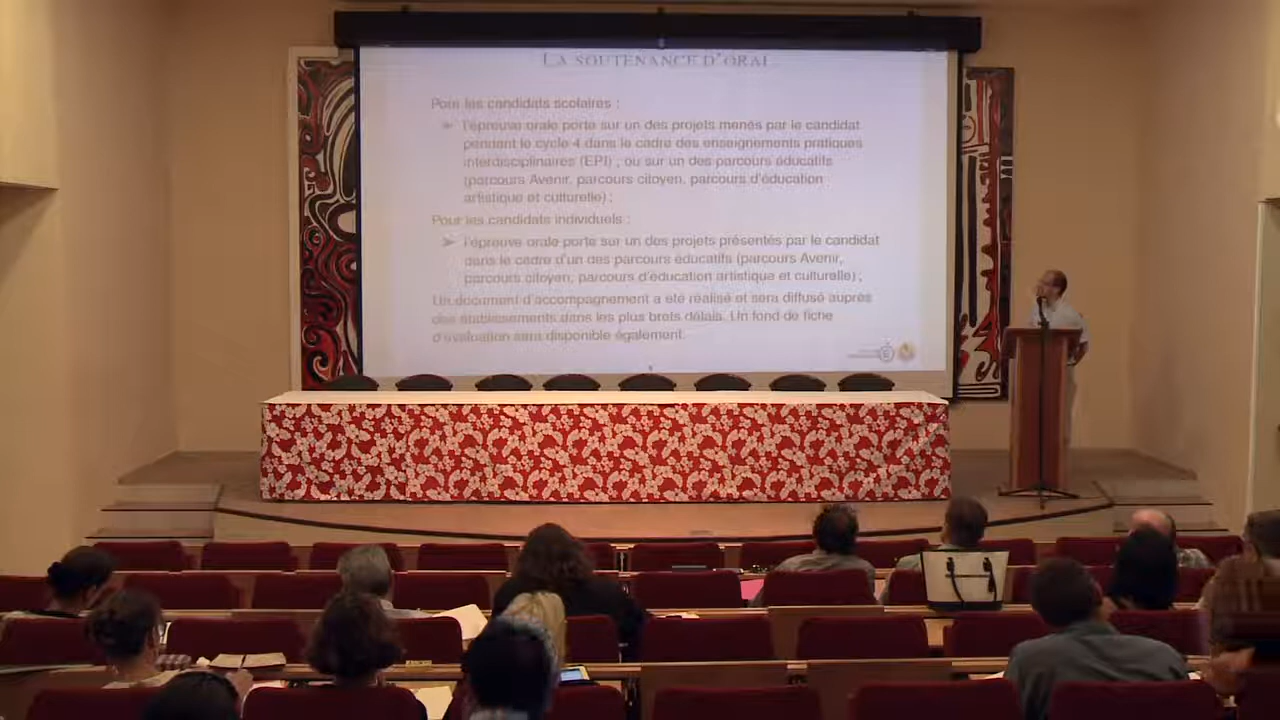 LA SOUTENANCE D'ORAL
Pour les candidats scolaires :
➢ l'épreuve orale porte sur un des projets menés par le candidat
pendant le cycle 4 dans le cadre des enseignements pratiques
interdisciplinaires (EPI) ; ou sur un des parcours éducatifs
(parcours Avenir, parcours citoyen, parcours d'éducation
artistique et culturelle) ;
Pour les candidats individuels :
➢ l'épreuve orale porte sur un des projets présentés par le candidat
dans le cadre d'un des parcours éducatifs (parcours Avenir,
parcours citoyen, parcours d'éducation artistique et culturelle) ;
Un document d'accompagnement a été réalisé et sera diffusé auprès
des établissements dans les plus brefs délais. Un fond de fiche
d'évaluation sera disponible également.